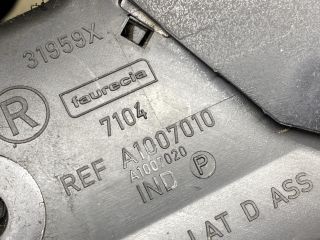 31959X
R
faurecia
7104
REF A1007010
A1007020
IND P
LAT D ASS